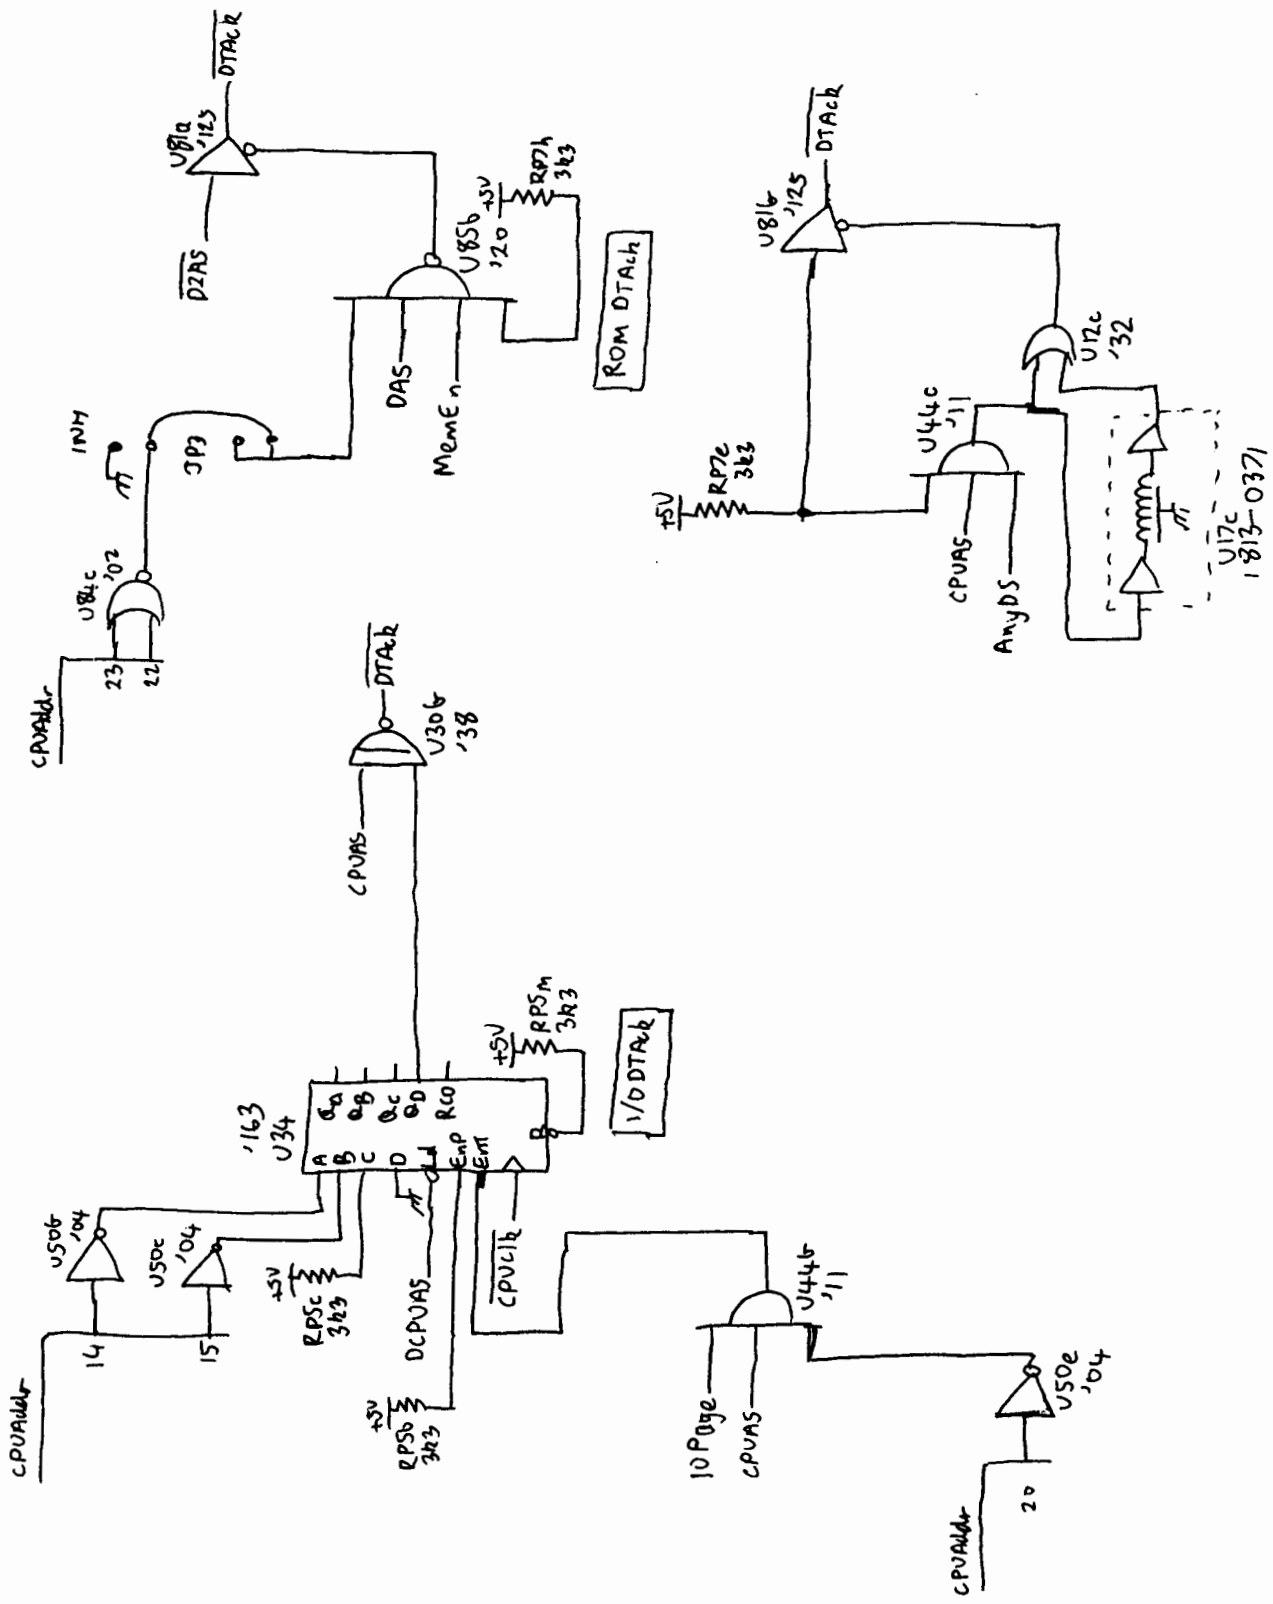 CPUAddr
14
15
U50b
'04
U50c
'04
+5V
RP5c
3k3
DCPUAS
+5V
RP5b
3k3
CPUClk
'163
U34
A
B
C
D
Ld
EnP
EnT
R
QA
QB
QC
QD
RCO
+5V
RP5m
3k3
I/O DTAck
CPUAS
U30b
'38
DTAck
CPUAddr
23
22
U84c
'02
INH
JP3
DAS
MemEn
U85b
'20
+5V
RP7h
3k3
D2AS
U81a
'125
DTAck
ROM DTAck
CPUAddr
20
U50e
'04
IOPage
CPUAS
U44b
'11
+5V
RP7e
3k3
CPUAS
AnyDS
U44c
'11
U17c
1813-0371
U12c
'32
U81b
'125
DTAck